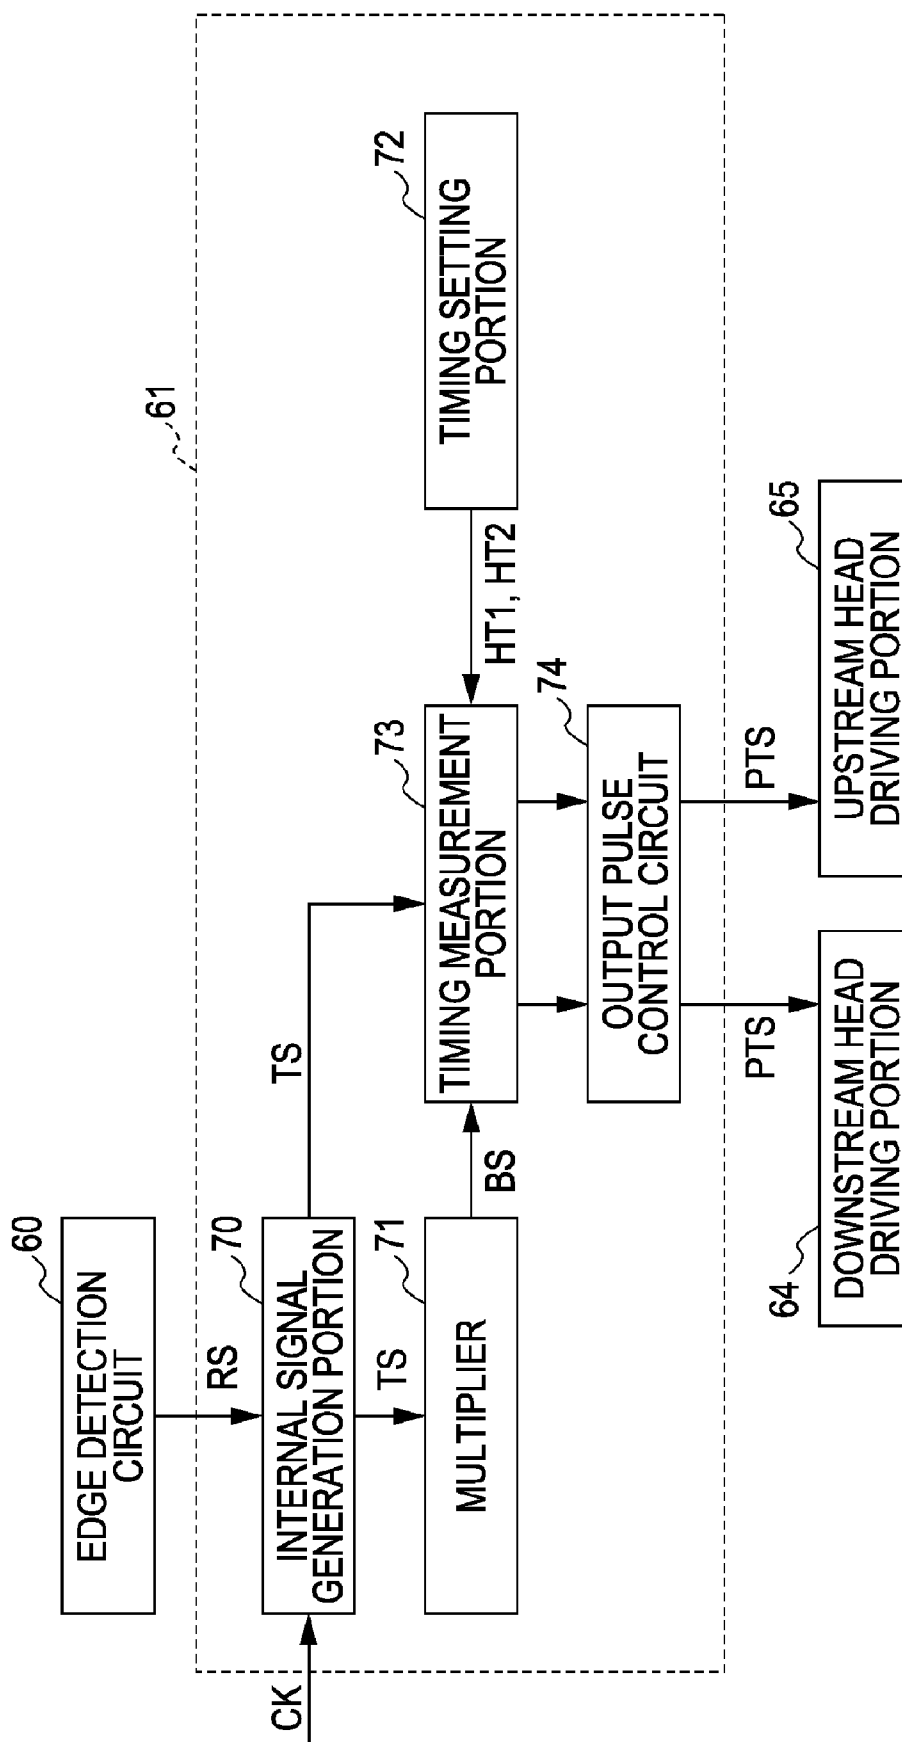 60
EDGE DETECTION
CIRCUIT
RS
61
CK
70
INTERNAL SIGNAL
GENERATION PORTION
TS
TS
71
MULTIPLIER
BS
73
TIMING MEASUREMENT
PORTION
HT1, HT2
72
TIMING SETTING
PORTION
74
OUTPUT PULSE
CONTROL CIRCUIT
PTS
PTS
64
DOWNSTREAM HEAD
DRIVING PORTION
65
UPSTREAM HEAD
DRIVING PORTION